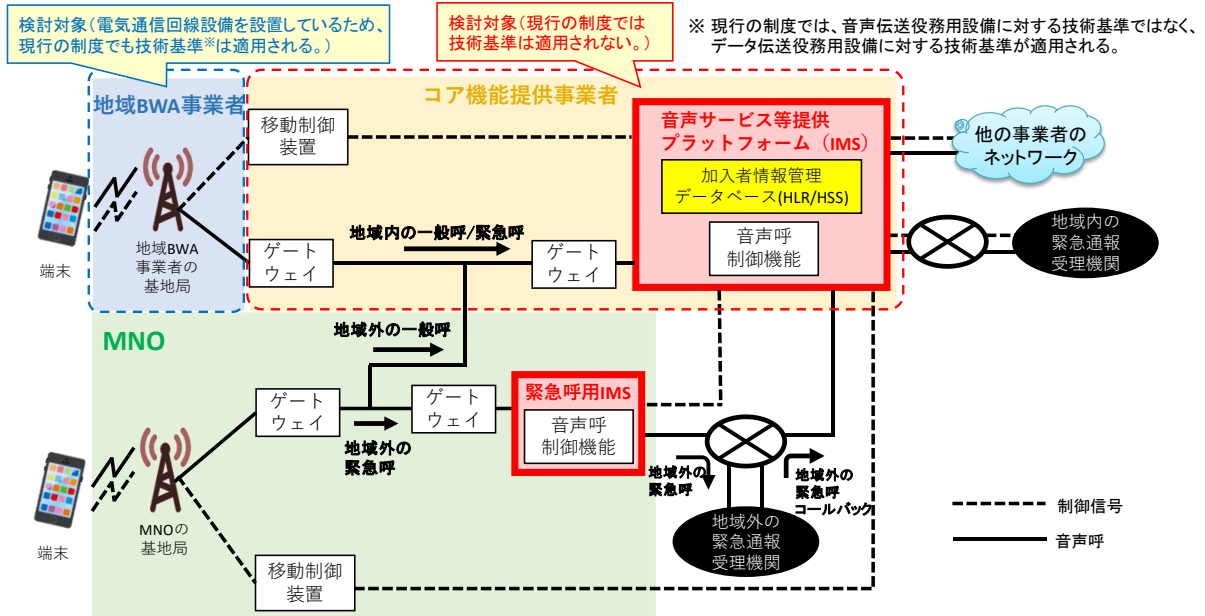 検討対象(電気通信回線設備を設置しているため、
現行の制度でも技術基準※は適用される。)
検討対象(現行の制度では
技術基準は適用されない。)
※ 現行の制度では、音声伝送役務用設備に対する技術基準ではなく、
データ伝送役務用設備に対する技術基準が適用される。
地域BWA事業者
コア機能提供事業者
移動制御
装置
音声サービス等提供
プラットフォーム(IMS)
加入者情報管理
データベース(HLR/HSS)
音声呼
制御機能
他の事業者の
ネットワーク
地域内の
緊急通報
受理機関
端末
地域BWA
事業者の
基地局
ゲート
ウェイ
地域内の一般呼/緊急呼
ゲート
ウェイ
MNO
地域外の一般呼
ゲート
ウェイ
地域外の
緊急呼
ゲート
ウェイ
緊急呼用IMS
音声呼
制御機能
地域外の
緊急呼
地域外の
緊急呼
コールバック
地域外の
緊急通報
受理機関
端末
MNOの
基地局
移動制御
装置
制御信号
音声呼